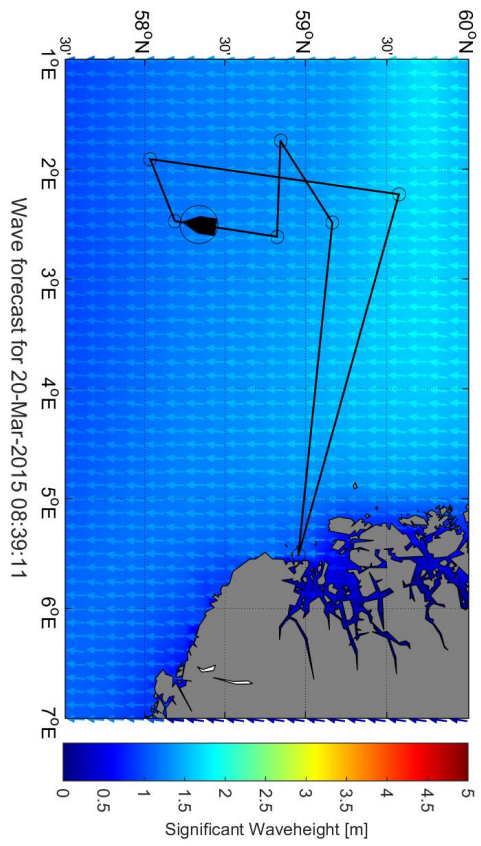 60°N
30'
59°N
30'
58°N
30'
1°E
2°E
3°E
4°E
5°E
6°E
7°E
Wave forecast for 20-Mar-2015 08:39:11
5
4.5
4
3.5
3
2.5
2
1.5
1
0.5
0
Significant Waveheight [m]